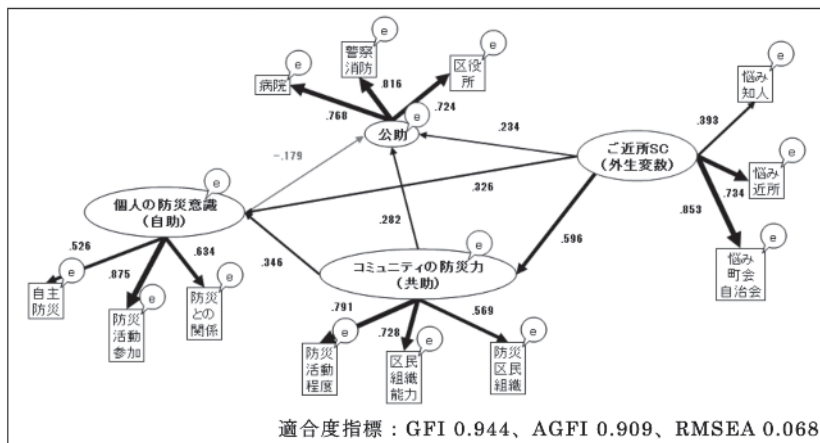 e
警察
消防
e
病院
e
区役
所
.816
.768
.724
e
公助
e
悩み
知人
.393
.234
ご近所SC
(外生変数)
e
悩み
近所
.734
-.179
.326
.853
e
個人の防災意識
(自助)
.282
.596
e
悩み
町会
自治会
.526
.875
.634
.346
e
コミュニティの防災力
(共助)
e
自主
防災
e
防災
活動
参加
e
防災
との
関係
.791
.728
.569
e
防災
活動
程度
e
区民
組織
能力
e
防災
区民
組織
適合度指標：GFI 0.944、AGFI 0.909、RMSEA 0.068